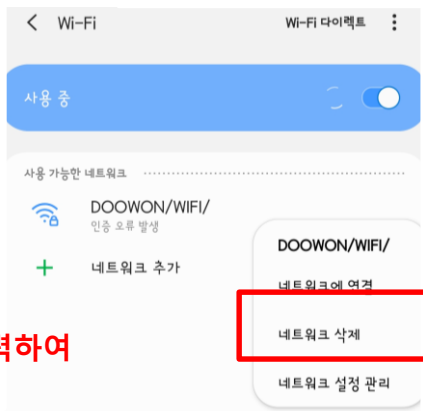 Wi-Fi
Wi-Fi 다이렉트
사용 중
사용 가능한 네트워크
DOOWON/WIFI/
인증 오류 발생
네트워크 추가
DOOWON/WIFI/
네트워크에 연결
네트워크 삭제
네트워크 설정 관리
하여